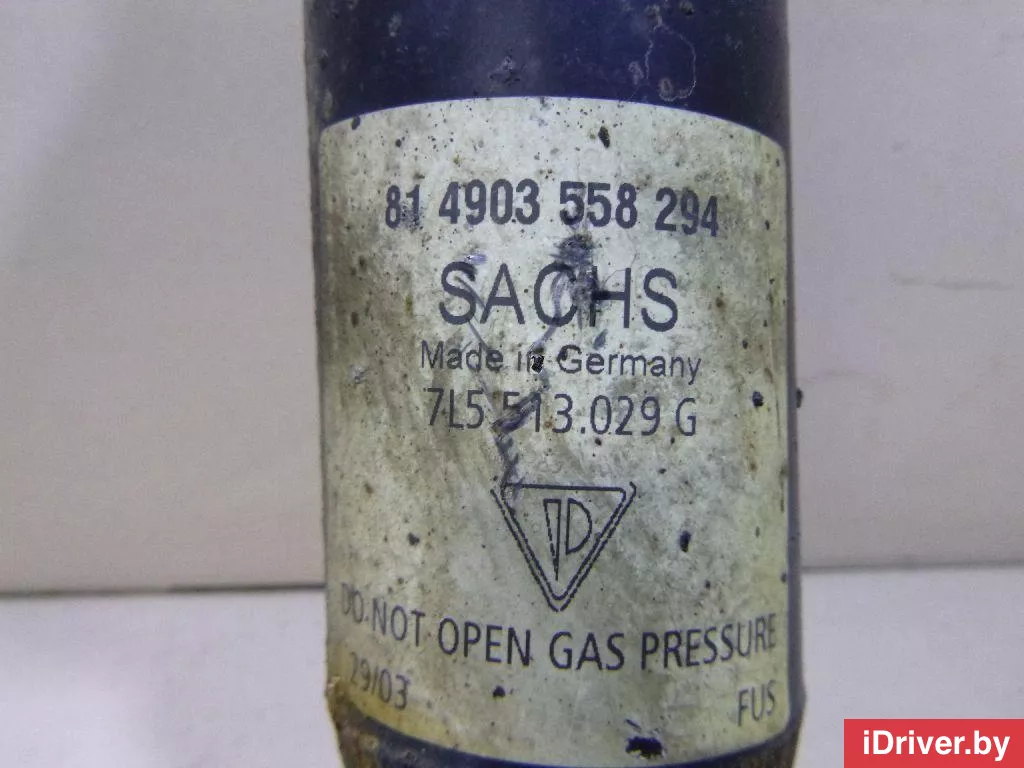 81 4903 558 294
SACHS
Made in Germany
7L5.513.029 G
DO NOT OPEN GAS PRESSURE
29/03 FUS
iDriver.by